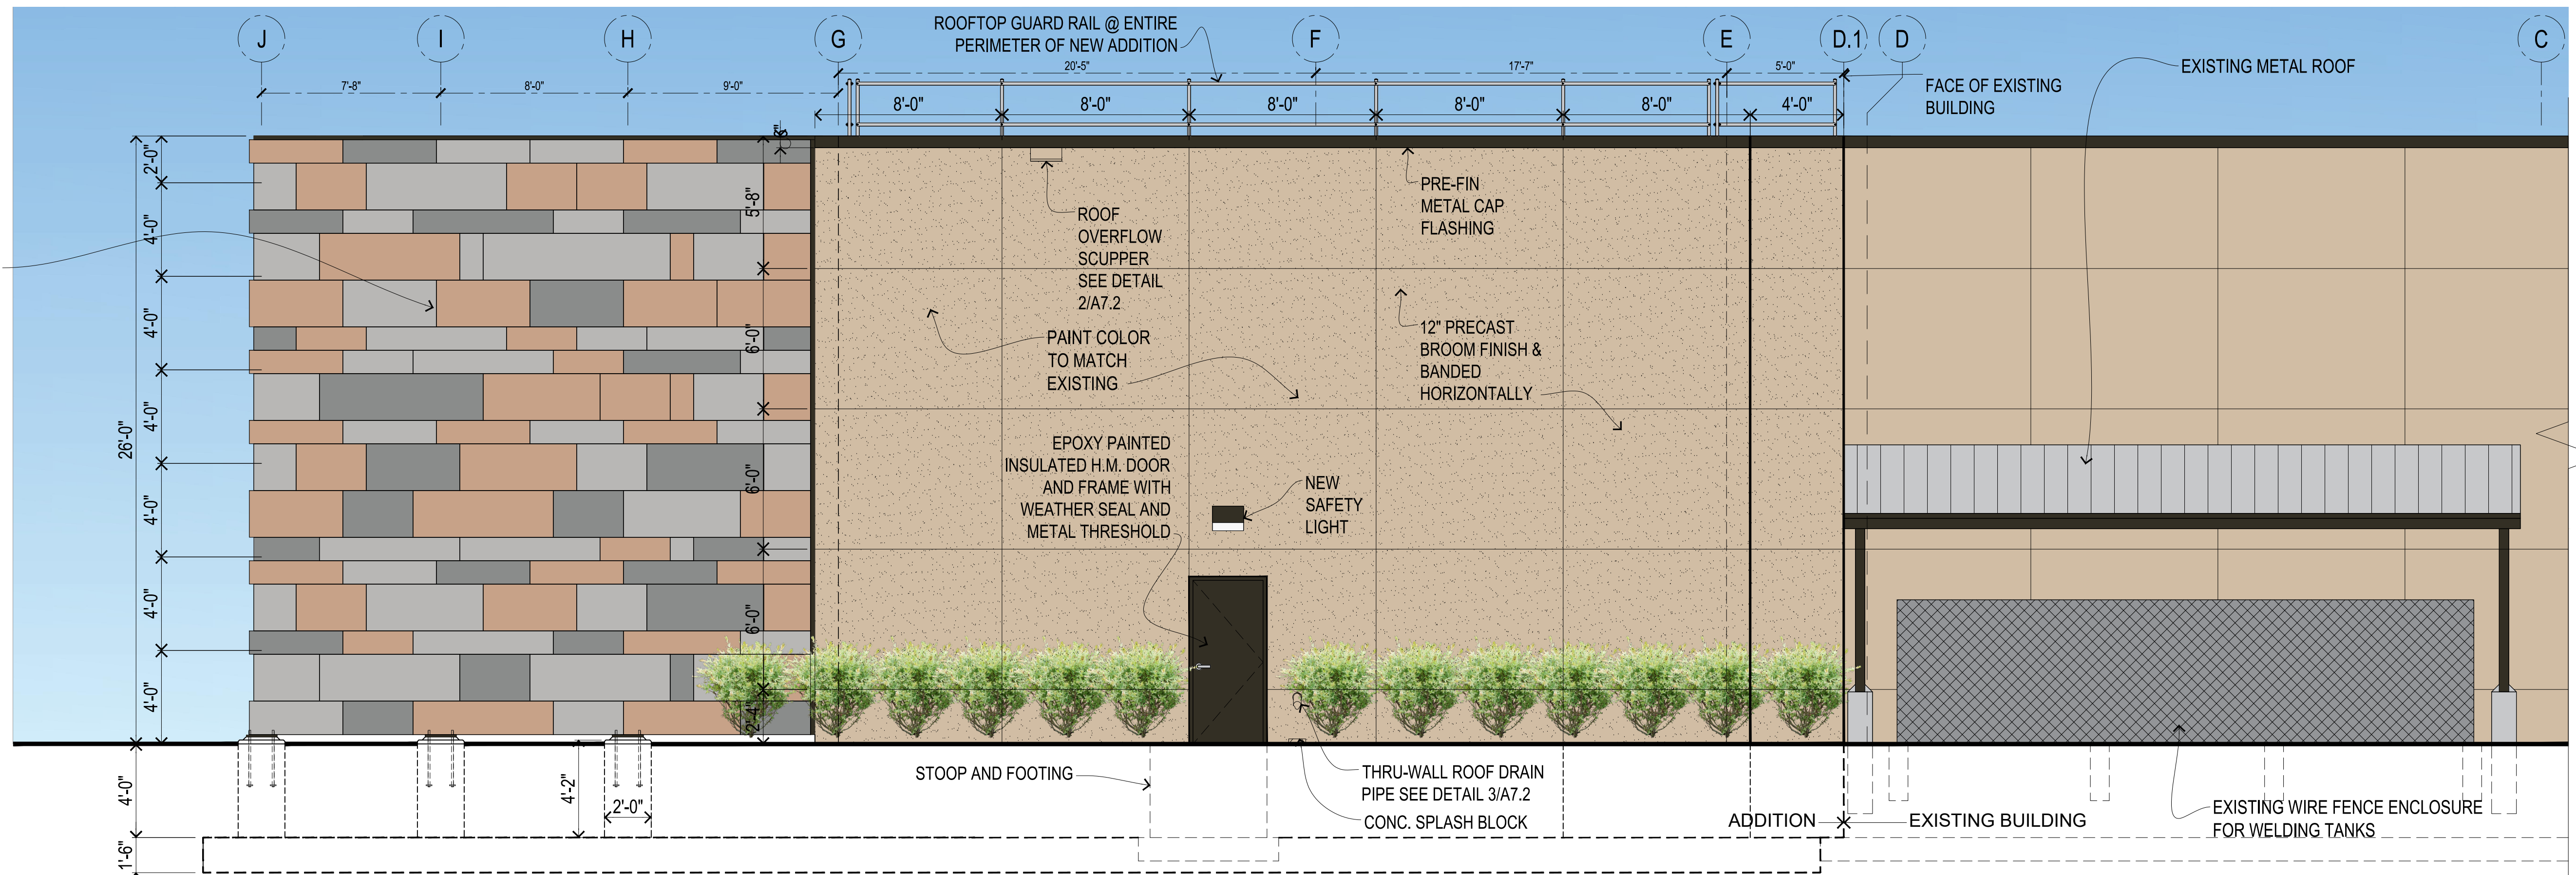 J
I
H
G
F
E
D.1
D
C
ROOFTOP GUARD RAIL @ ENTIRE
PERIMETER OF NEW ADDITION
7'-8"
8'-0"
9'-0"
20'-5"
17'-7"
5'-0"
8'-0"
8'-0"
8'-0"
8'-0"
8'-0"
4'-0"
FACE OF EXISTING
BUILDING
EXISTING METAL ROOF
26'-0"
2'-0"
4'-0"
4'-0"
4'-0"
4'-0"
4'-0"
4'-0"
4'-0"
5'-8"
6'-0"
6'-0"
6'-0"
2'-4"
ROOF
OVERFLOW
SCUPPER
SEE DETAIL
2/A7.2
PRE-FIN
METAL CAP
FLASHING
PAINT COLOR
TO MATCH
EXISTING
12" PRECAST
BROOM FINISH &
BANDED
HORIZONTALLY
EPOXY PAINTED
INSULATED H.M. DOOR
AND FRAME WITH
WEATHER SEAL AND
METAL THRESHOLD
NEW
SAFETY
LIGHT
4'-0"
1'-6"
4'-2"
2'-0"
STOOP AND FOOTING
THRU-WALL ROOF DRAIN
PIPE SEE DETAIL 3/A7.2
CONC. SPLASH BLOCK
ADDITION
EXISTING BUILDING
EXISTING WIRE FENCE ENCLOSURE
FOR WELDING TANKS